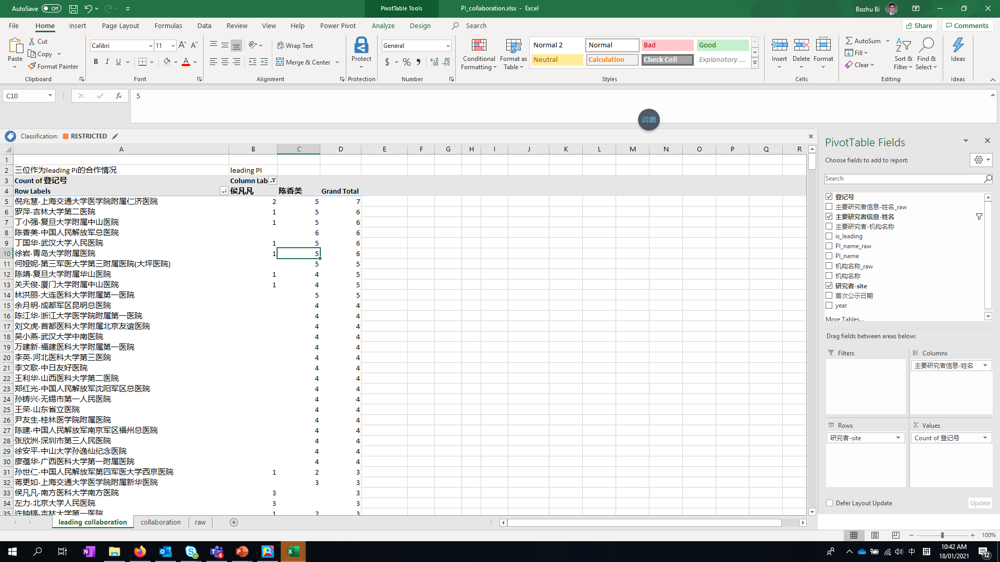 AutoSave Off PivotTable Tools PI_collaboration.xlsx - Excel Bozhu Bi
File Home Insert Page Layout Formulas Data Review View Help Power Pivot Analyze Design Search Share Comments
Paste Cut Copy Format Painter Clipboard
Calibri 11 B I U A Font
Wrap Text Merge & Center Alignment
Protect Protection
General $ % Number
Conditional Formatting Format as Table
Normal 2 Normal Bad Good
Neutral Calculation Check Cell Explanatory ...
Styles
Insert Delete Format Cells
AutoSum Fill Clear Sort & Filter Find & Select Editing
Ideas Ideas
C10 fx 5
词霸
Classification: RESTRICTED
A B C D E F G H I J K L M N O P Q R
1
2 三位作为leading Pi的合作情况 leading PI
3 Count of 登记号 Column Lab
4 Row Labels 侯凡凡 陈香美 Grand Total
5 倪兆慧-上海交通大学医学院附属仁济医院 2 5 7
6 罗萍-吉林大学第二医院 1 5 6
7 丁小强-复旦大学附属中山医院 1 5 6
8 陈香美-中国人民解放军总医院 6 6
9 丁国华-武汉大学人民医院 1 5 6
10 徐岩-青岛大学附属医院 1 5 6
11 何娅妮-第三军医大学第三附属医院(大坪医院) 5 5
12 陈靖-复旦大学附属华山医院 1 4 5
13 关天俊-厦门大学附属中山医院 1 4 5
14 林洪丽-大连医科大学附属第一医院 5 5
15 余月明-成都军区昆明总医院 4 4
16 陈江华-浙江大学医学院附属第一医院 4 4
17 刘文虎-首都医科大学附属北京友谊医院 4 4
18 吴小燕-武汉大学中南医院 4 4
19 万建新-福建医科大学附属第一医院 4 4
20 李英-河北医科大学第三医院 4 4
21 李文歌-中日友好医院 4 4
22 王利华-山西医科大学第二医院 4 4
23 郑红光-中国人民解放军沈阳军区总医院 4 4
24 孙铸兴-无锡市第一人民医院 4 4
25 王荣-山东省立医院 4 4
26 尹友生-桂林医学院附属医院 4 4
27 陈建-中国人民解放军南京军区福州总医院 4 4
28 张欣洲-深圳市第三人民医院 4 4
29 徐安平-中山大学孙逸仙纪念医院 4 4
30 廖蕴华-广西医科大学第一附属医院 4 4
31 孙世仁-中国人民解放军第四军医大学西京医院 1 2 3
32 蒋更如-上海交通大学医学院附属新华医院 3 3
33 侯凡凡-南方医科大学南方医院 3 3
34 左力-北京大学人民医院 3 3
35 许钟镐-吉林大学第一医院 1 2 3
PivotTable Fields
Choose fields to add to report:
Search
登记号
主要研究者信息-姓名_raw
主要研究者信息-姓名
主要研究者-机构名称
is_leading
PI_name_raw
PI_name
机构名称_raw
机构名称
研究者-site
首次公示日期
year
More Tables...
Drag fields between areas below:
Filters Columns
主要研究者信息-姓名
Rows Values
研究者-site Count of 登记号
Defer Layout Update Update
leading collaboration collaboration raw
100%
4 中 10:42 AM 18/01/2021 12